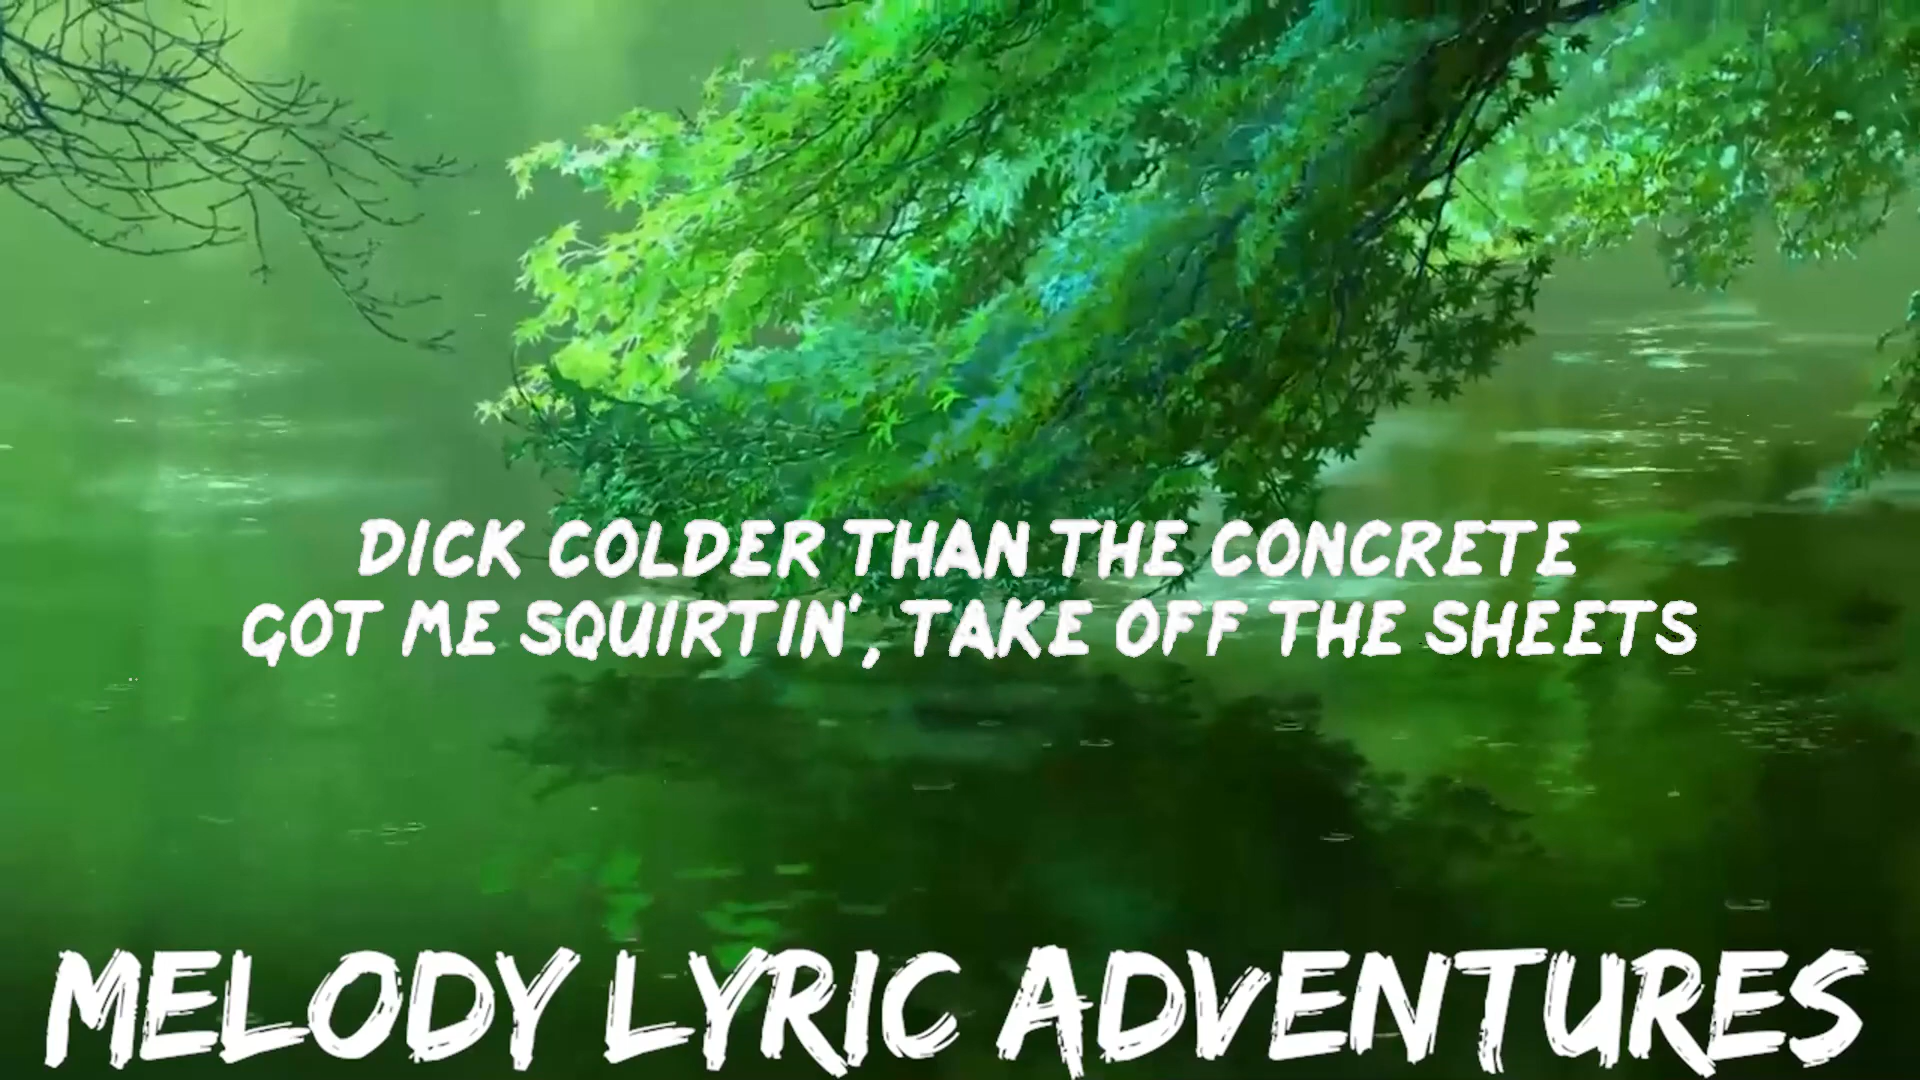 DICK COLDER THAN THE CONCRETE
GOT ME SQUIRTIN', TAKE OFF THE SHEETS
MELODY LYRIC ADVENTURES